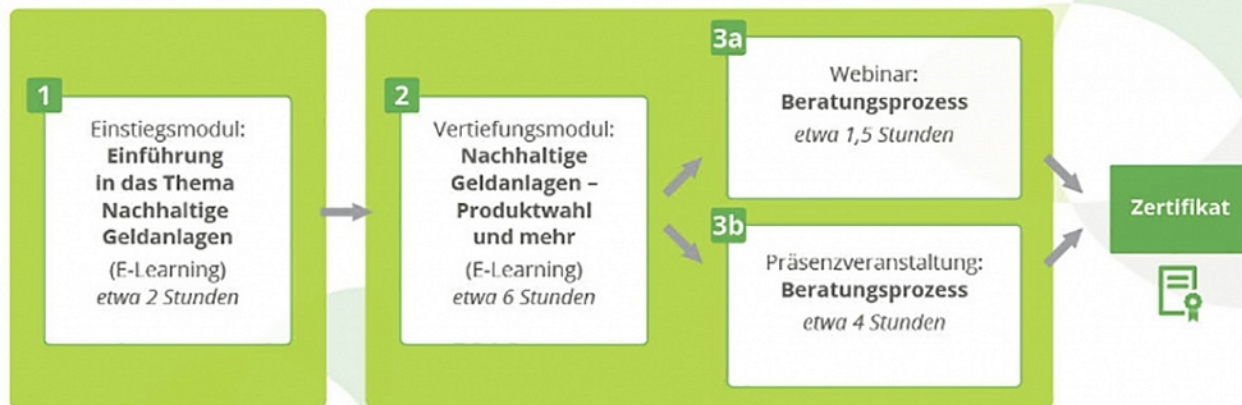 1
Einstiegsmodul:
Einführung
in das Thema
Nachhaltige
Geldanlagen
(E-Learning)
etwa 2 Stunden
2
Vertiefungsmodul:
Nachhaltige
Geldanlagen –
Produktwahl
und mehr
(E-Learning)
etwa 6 Stunden
3a
Webinar:
Beratungsprozess
etwa 1,5 Stunden
3b
Präsenzveranstaltung:
Beratungsprozess
etwa 4 Stunden
Zertifikat